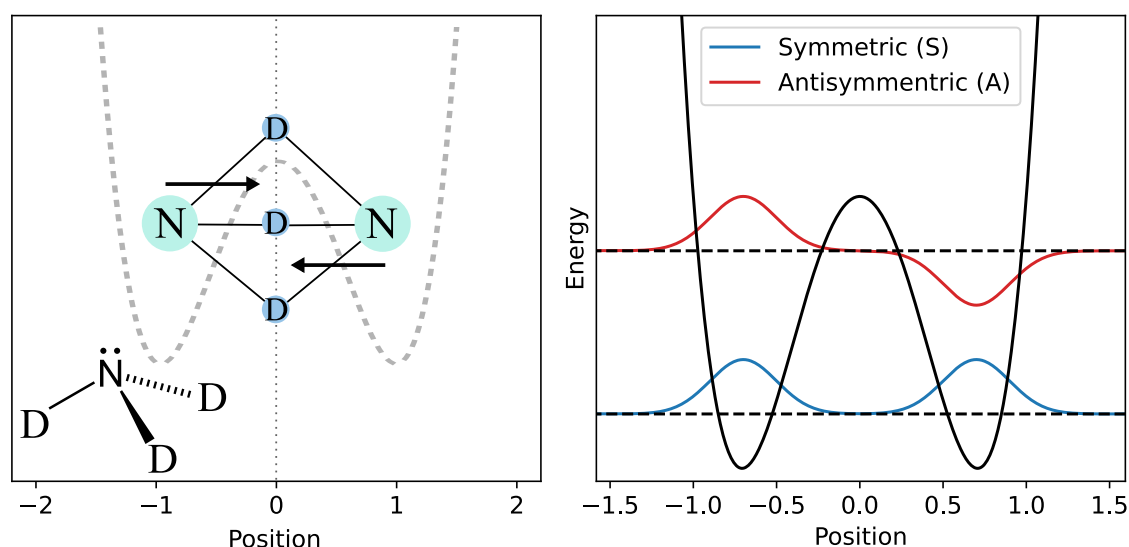 D
N
D
N
D
N
D
D
D
−2
−1
0
1
2
Position
Symmetric (S)
Antisymmentric (A)
Energy
−1.5
−1.0
−0.5
0.0
0.5
1.0
1.5
Position